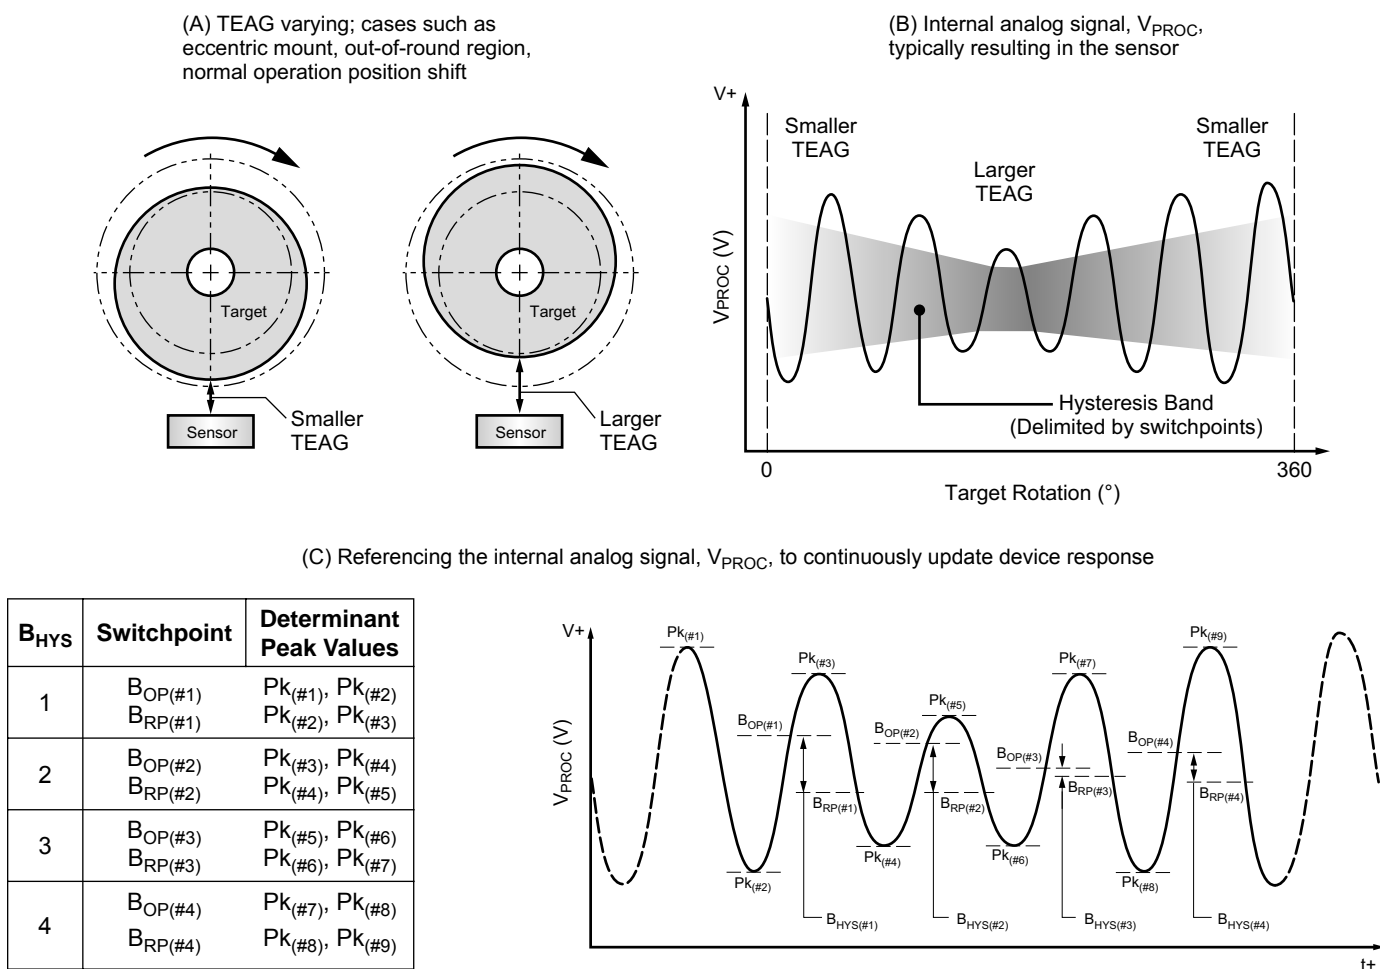 (A) TEAG varying; cases such as
eccentric mount, out-of-round region,
normal operation position shift
Target
Sensor
Smaller
TEAG
Target
Sensor
Larger
TEAG
(B) Internal analog signal, VPROC,
typically resulting in the sensor
V+
Smaller
TEAG
Larger
TEAG
Smaller
TEAG
VPROC (V)
Hysteresis Band
(Delimited by switchpoints)
0
360
Target Rotation (°)
(C) Referencing the internal analog signal, VPROC, to continuously update device response
BHYS Switchpoint Determinant
Peak Values
1
BOP(#1) Pk(#1), Pk(#2)
BRP(#1) Pk(#2), Pk(#3)
2
BOP(#2) Pk(#3), Pk(#4)
BRP(#2) Pk(#4), Pk(#5)
3
BOP(#3) Pk(#5), Pk(#6)
BRP(#3) Pk(#6), Pk(#7)
4
BOP(#4) Pk(#7), Pk(#8)
BRP(#4) Pk(#8), Pk(#9)
V+
VPROC (V)
Pk(#1)
Pk(#3)
Pk(#5)
Pk(#7)
Pk(#9)
BOP(#1)
BOP(#2)
BOP(#3)
BOP(#4)
BRP(#1)
BRP(#2)
BRP(#3)
BRP(#4)
Pk(#2)
Pk(#4)
Pk(#6)
Pk(#8)
BHYS(#1)
BHYS(#2)
BHYS(#3)
BHYS(#4)
t+